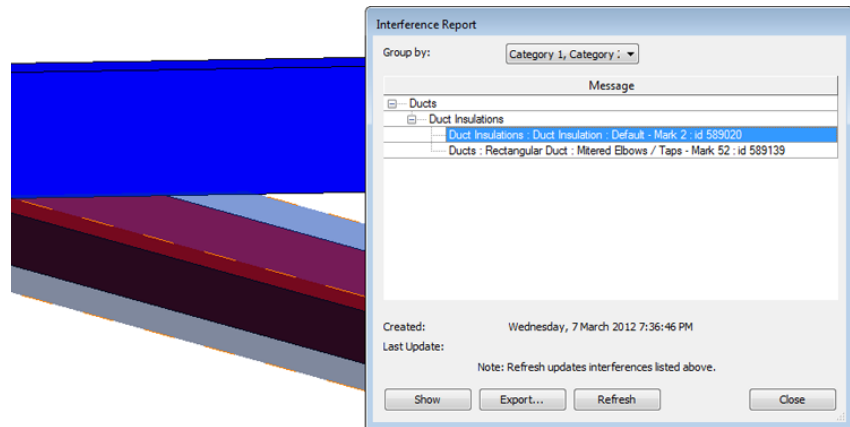 Interference Report
Group by: Category 1, Category 2
Message
Ducts
Duct Insulations
Duct Insulations : Duct Insulation : Default - Mark 2 : id 589020
Ducts : Rectangular Duct : Mitered Elbows / Taps - Mark 52 : id 589139
Created: Wednesday, 7 March 2012 7:36:46 PM
Last Update:
Note: Refresh updates interferences listed above.
Show Export... Refresh Close